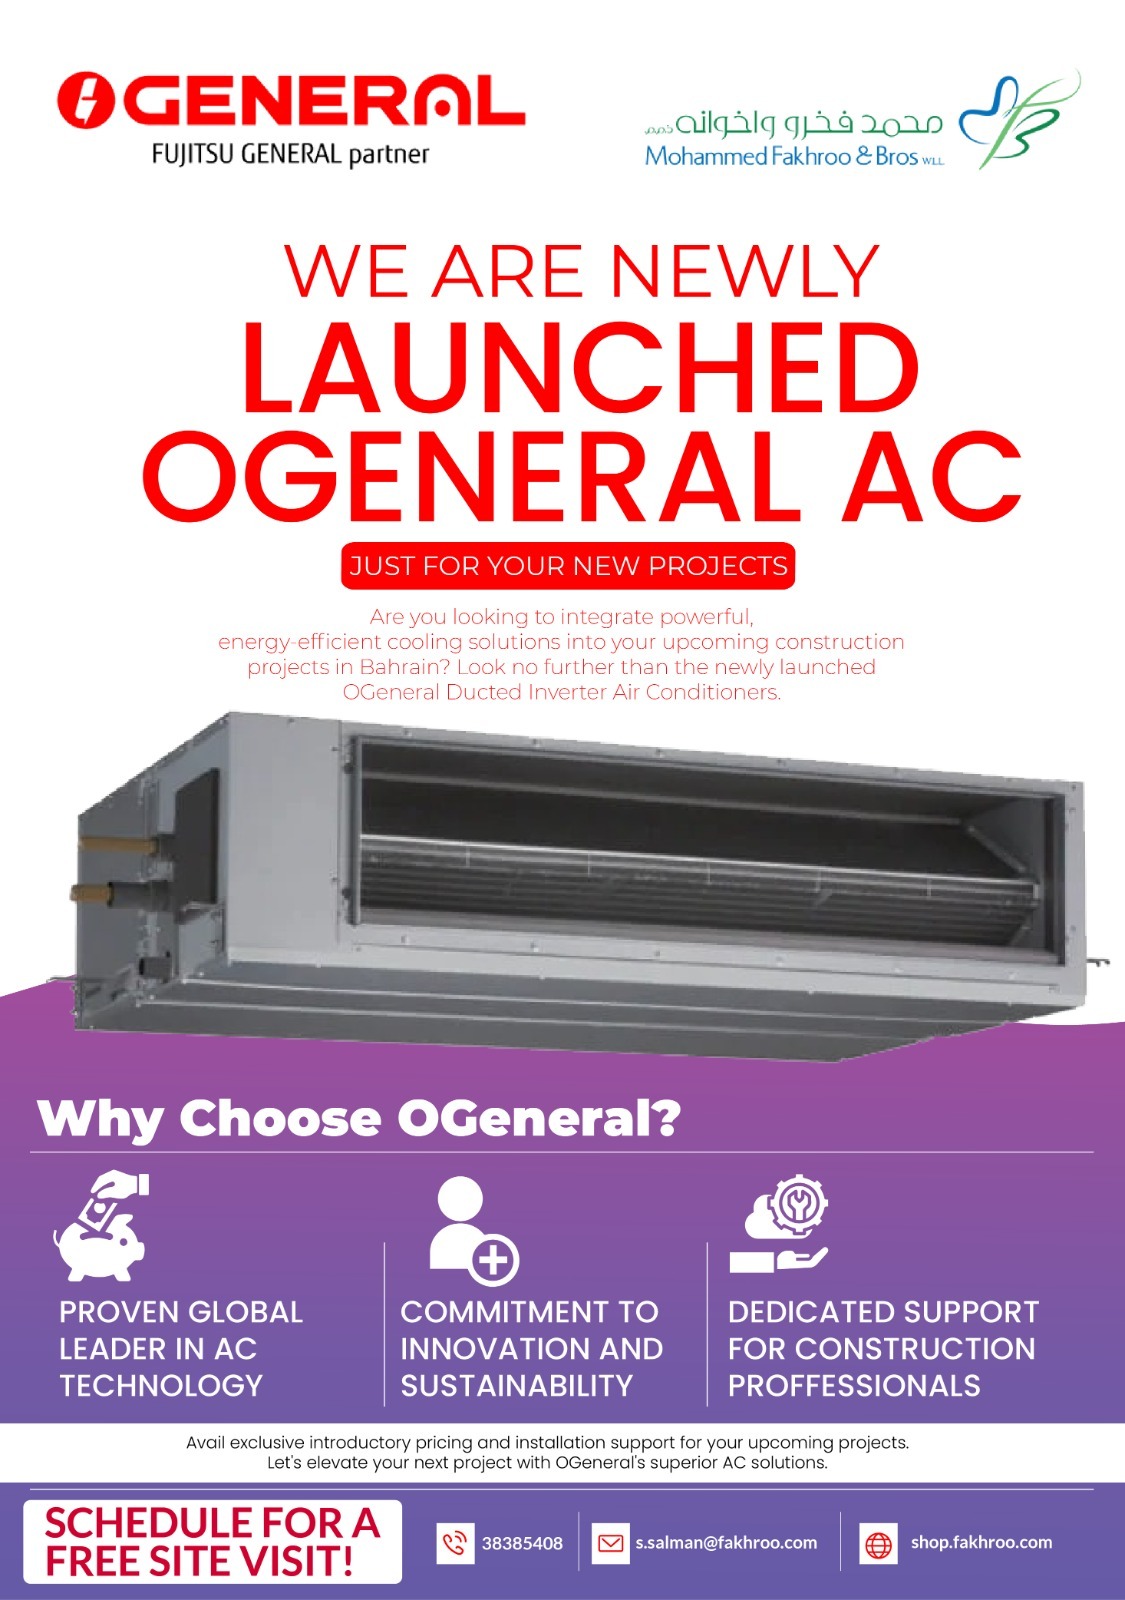 GENERAL
FUJITSU GENERAL partner
محمد فخرو واخوانه ذ.م.م
Mohammed Fakhroo & Bros WLL
WE ARE NEWLY
LAUNCHED
OGENERAL AC
JUST FOR YOUR NEW PROJECTS
Are you looking to integrate powerful,
energy-efficient cooling solutions into your upcoming construction
projects in Bahrain? Look no further than the newly launched
OGeneral Ducted Inverter Air Conditioners.
Why Choose OGeneral?
PROVEN GLOBAL
LEADER IN AC
TECHNOLOGY
COMMITMENT TO
INNOVATION AND
SUSTAINABILITY
DEDICATED SUPPORT
FOR CONSTRUCTION
PROFFESSIONALS
Avail exclusive introductory pricing and installation support for your upcoming projects.
Let's elevate your next project with OGeneral's superior AC solutions.
SCHEDULE FOR A
FREE SITE VISIT!
38385408
s.salman@fakhroo.com
shop.fakhroo.com